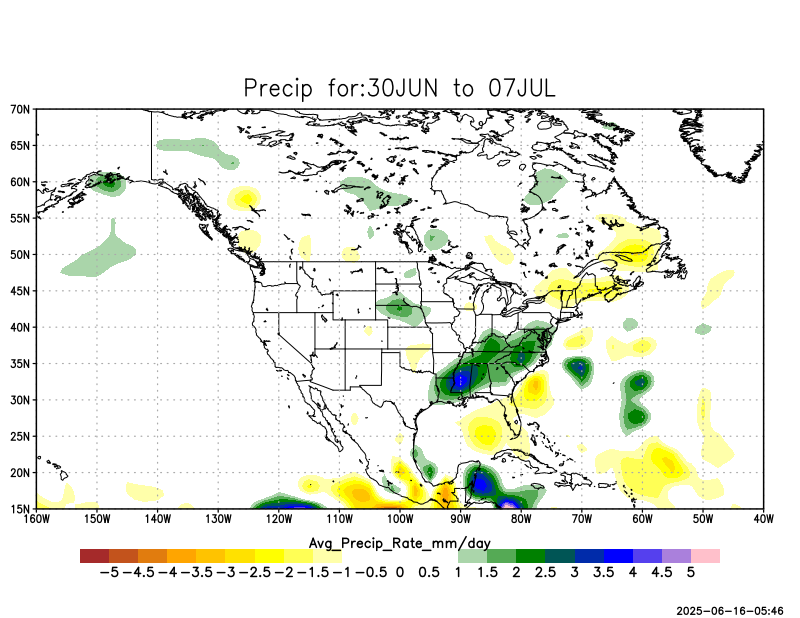 Precip for:30JUN to 07JUL
70N
65N
60N
55N
50N
45N
40N
35N
30N
25N
20N
15N
160W 150W 140W 130W 120W 110W 100W 90W 80W 70W 60W 50W 40W
Avg_Precip_Rate_mm/day
-5 -4.5 -4 -3.5 -3 -2.5 -2 -1.5 -1 -0.5 0 0.5 1 1.5 2 2.5 3 3.5 4 4.5 5
2025-06-16-05:46